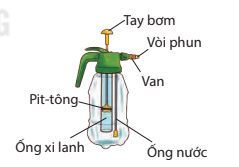 Tay bơm
Vòi phun
Van
Pit-tông
Ống xi lanh
Ống nước